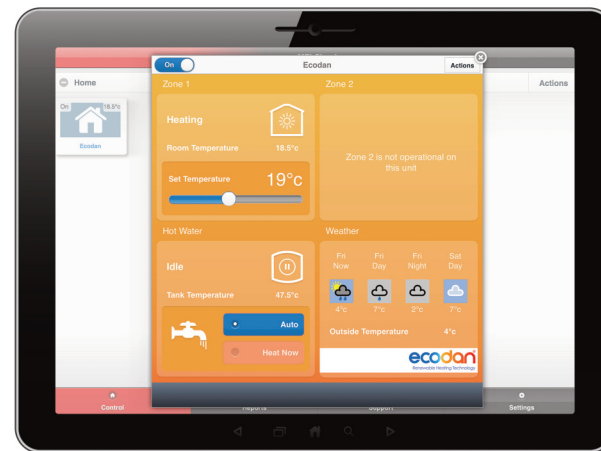 On
Ecodan
Actions
Home
Actions
On
18.5°c
Ecodan
Zone 1
Heating
Room Temperature 18.5°c
Set Temperature 19°c
Zone 2
Zone 2 is not operational on
this unit
Hot Water
Idle
Tank Temperature 47.5°c
Auto
Heat Now
Weather
Fri Fri Fri Sat
Now Day Night Day
4°c 7°c 2°c 7°c
Outside Temperature 4°c
ecodan
Renewable Heating Technology
Control
Reports
Support
Settings